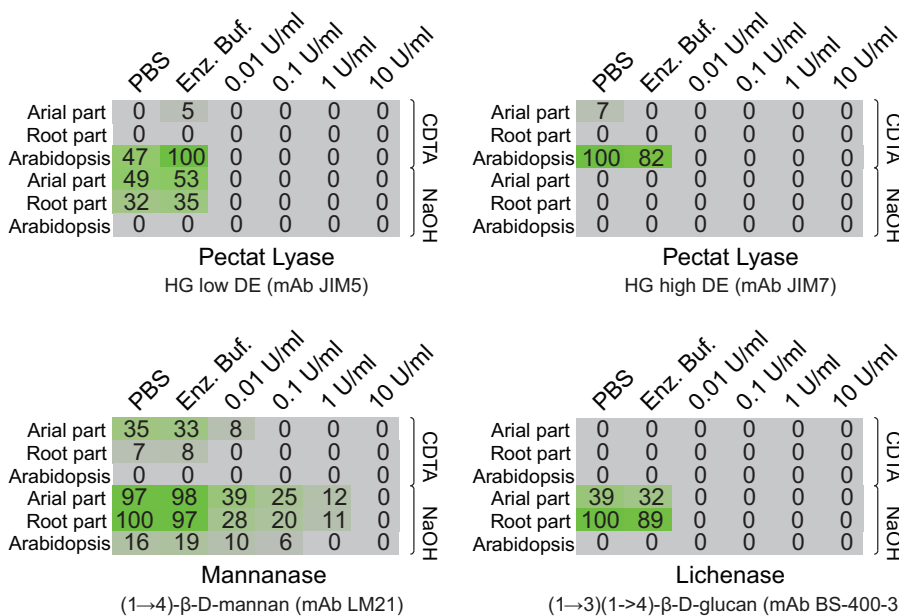 PBS Enz. Buf. 0.01 U/ml 0.1 U/ml 1 U/ml 10 U/ml
Arial part 0 5 0 0 0 0
Root part 0 0 0 0 0 0
Arabidopsis 47 100 0 0 0 0
CDTA
Arial part 49 53 0 0 0 0
Root part 32 35 0 0 0 0
Arabidopsis 0 0 0 0 0 0
NaOH
Pectat Lyase
HG low DE (mAb JIM5)
PBS Enz. Buf. 0.01 U/ml 0.1 U/ml 1 U/ml 10 U/ml
Arial part 7 0 0 0 0 0
Root part 0 0 0 0 0 0
Arabidopsis 100 82 0 0 0 0
CDTA
Arial part 0 0 0 0 0 0
Root part 0 0 0 0 0 0
Arabidopsis 0 0 0 0 0 0
NaOH
Pectat Lyase
HG high DE (mAb JIM7)
PBS Enz. Buf. 0.01 U/ml 0.1 U/ml 1 U/ml 10 U/ml
Arial part 35 33 8 0 0 0
Root part 7 8 0 0 0 0
Arabidopsis 0 0 0 0 0 0
CDTA
Arial part 97 98 39 25 12 0
Root part 100 97 28 20 11 0
Arabidopsis 16 19 10 6 0 0
NaOH
Mannanase
(1→4)-β-D-mannan (mAb LM21)
PBS Enz. Buf. 0.01 U/ml 0.1 U/ml 1 U/ml 10 U/ml
Arial part 0 0 0 0 0 0
Root part 0 0 0 0 0 0
Arabidopsis 0 0 0 0 0 0
CDTA
Arial part 39 32 0 0 0 0
Root part 100 89 0 0 0 0
Arabidopsis 0 0 0 0 0 0
NaOH
Lichenase
(1→3)(1->4)-β-D-glucan (mAb BS-400-3